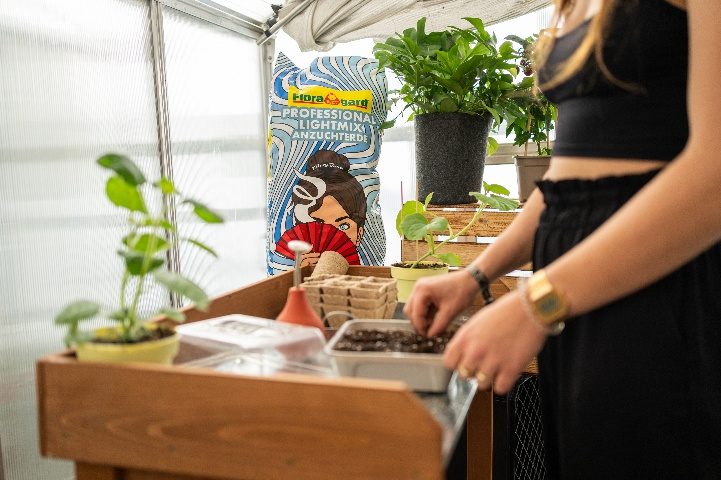 Floragard
PROFESSIONAL
LIGHTMIX
ANZUCHTERDE